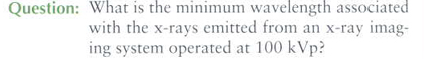 Question: What is the minimum wavelength associated
with the x-rays emitted from an x-ray imag-
ing system operated at 100 kVp?